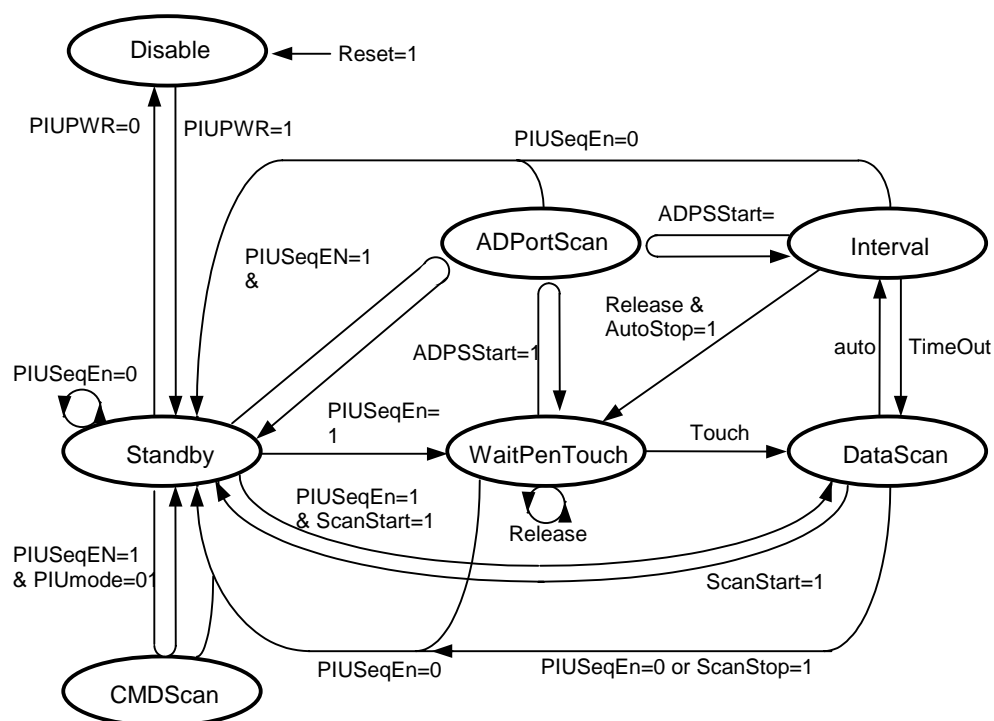 Disable
Reset=1
PIUPWR=0
PIUPWR=1
PIUSeqEn=0
ADPSStart=
ADPortScan
Interval
PIUSeqEN=1
&
Release &
AutoStop=1
ADPSStart=1
auto
TimeOut
PIUSeqEn=0
PIUSeqEn=
1
Touch
Standby
WaitPenTouch
DataScan
PIUSeqEn=1
& ScanStart=1
Release
PIUSeqEN=1
& PIUmode=01
ScanStart=1
PIUSeqEn=0
PIUSeqEn=0 or ScanStop=1
CMDScan